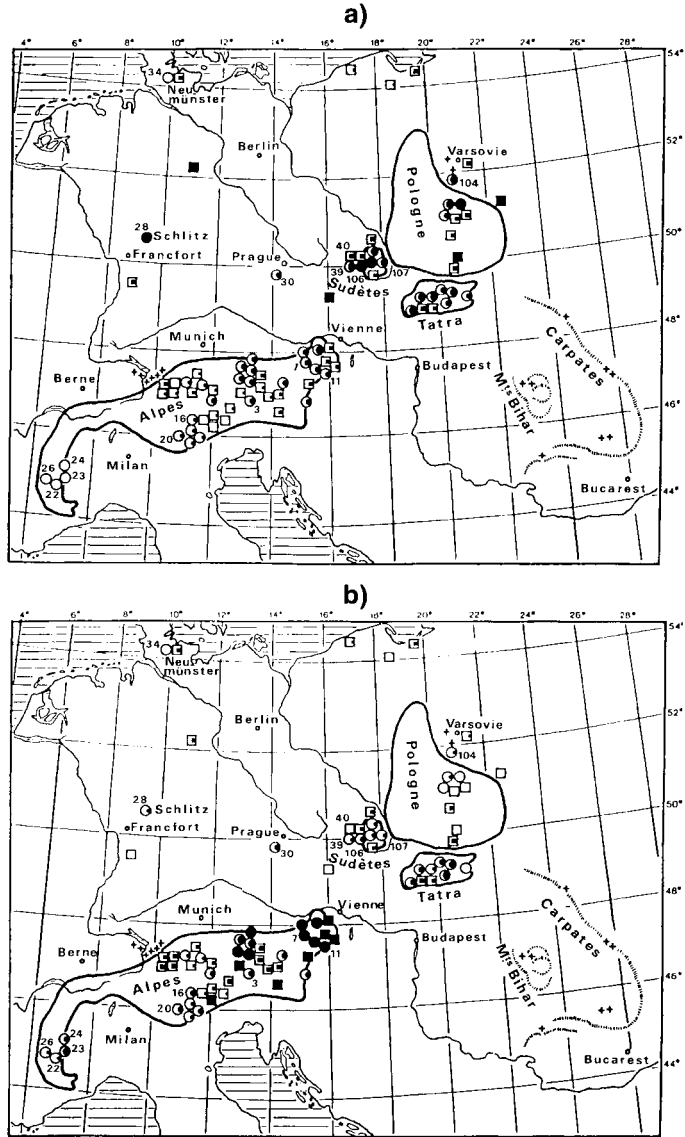 a)
4° 6° 8° 10° 12° 14° 16° 18° 20° 22° 24° 26° 28° 54°
34
Neu
münster
52°
Berlin
Varsovie
104
Pologne
28
Schlitz
50°
Francfort
Prague
40
30
39
106
107
Sudètes
Tatra
48°
Munich
Vienne
7
11
Budapest
Carpates
Berne
Alpes
3
46°
Mts Bihar
16
20
Milan
24
26
23
22
Bucarest
44°
b)
4° 6° 8° 10° 12° 14° 16° 18° 20° 22° 24° 26° 28° 54°
34
Neu
münster
52°
Berlin
Varsovie
104
Pologne
28
Schlitz
50°
Francfort
Prague
40
30
39
106
107
Sudètes
Tatra
48°
Munich
Vienne
7
11
Budapest
Carpates
Berne
Alpes
3
46°
Mts Bihar
16
20
Milan
24
26
23
22
Bucarest
44°